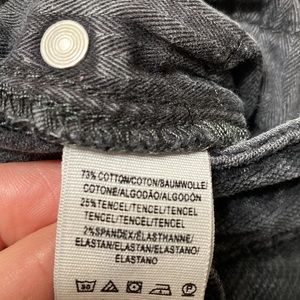 73% COTTON/COTON/BAUMWOLLE/
COTONE/ALGODÃO/ALGODÓN
25% TENCEL/TENCEL/TENCEL
TENCEL/TENCEL/TENCEL
2% SPANDEX/ÉLASTHANNE/
ELASTAN/ELASTAN/ELASTANO/
ELASTANO
30
P